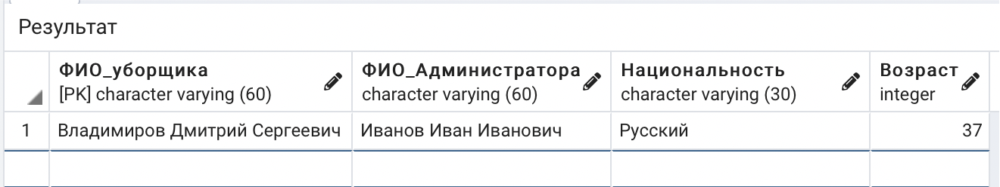 Результат
ФИО_уборщика ФИО_Администратора Национальность Возраст
[PK] character varying (60) character varying (60) character varying (30) integer
1 Владимиров Дмитрий Сергеевич Иванов Иван Иванович Русский 37